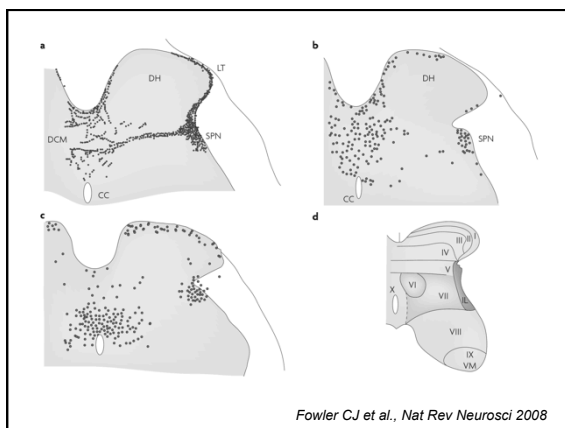 a
LT
DH
DCM
SPN
CC
b
DH
SPN
CC
c
d
I
II
III
IV
V
VI
X
VII
IL
VIII
IX
VM
Fowler CJ et al., Nat Rev Neurosci 2008